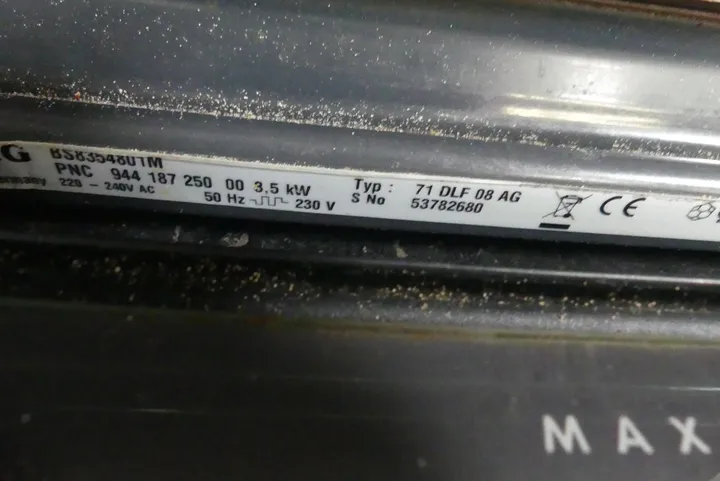 G BS8354801M
PNC 944 187 250 00 3,5 kW
220 - 240V AC 50 Hz 230 V
Typ : 71 DLF 08 AG
S No 53782680
CE
MAX